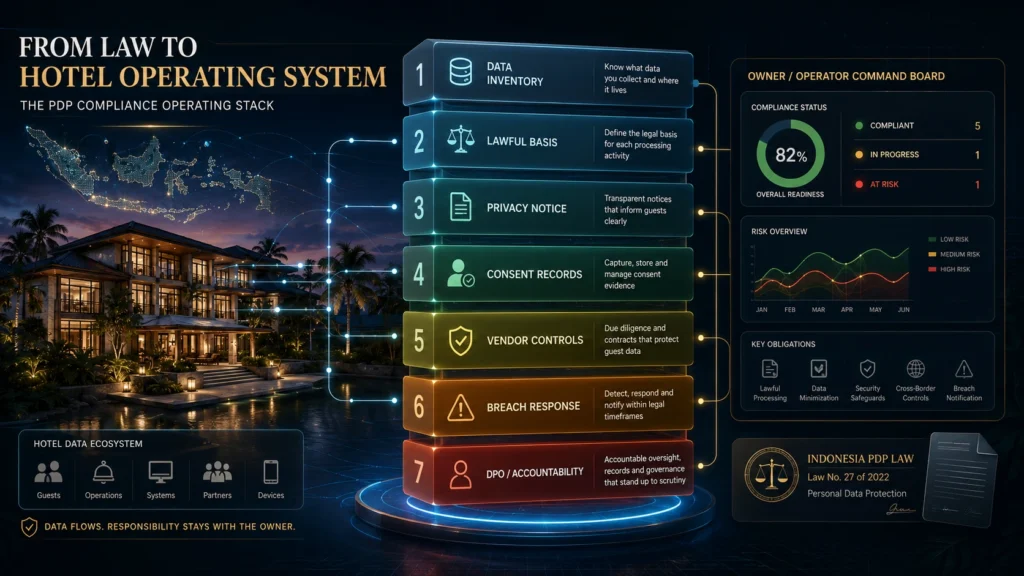 FROM LAW TO
HOTEL OPERATING SYSTEM
THE PDP COMPLIANCE OPERATING STACK
1
DATA
INVENTORY
Know what data
you collect and where
it lives
2
LAWFUL BASIS
Define the legal basis
for each processing
activity
3
PRIVACY NOTICE
Transparent notices
that inform guests
clearly
4
CONSENT RECORDS
Capture, store and
manage consent
evidence
5
VENDOR CONTROLS
Due diligence and
contracts that protect
guest data
6
BREACH RESPONSE
Detect, respond and
notify within legal
timeframes
7
DPO / ACCOUNTABILITY
Accountable oversight,
records and governance
that stand up to scrutiny
HOTEL DATA ECOSYSTEM
Guests
Operations
Systems
Partners
Devices
DATA FLOWS. RESPONSIBILITY STAYS WITH THE OWNER.
OWNER / OPERATOR COMMAND BOARD
COMPLIANCE STATUS
82%
OVERALL READINESS
COMPLIANT 5
IN PROGRESS 1
AT RISK 1
RISK OVERVIEW
LOW RISK
MEDIUM RISK
HIGH RISK
JAN FEB MAR APR MAY JUN
KEY OBLIGATIONS
Lawful
Processing
Data
Minimization
Security
Safeguards
Cross-Border
Controls
Breach
Notification
INDONESIA PDP LAW
Law No. 27 of 2022
Personal Data Protection